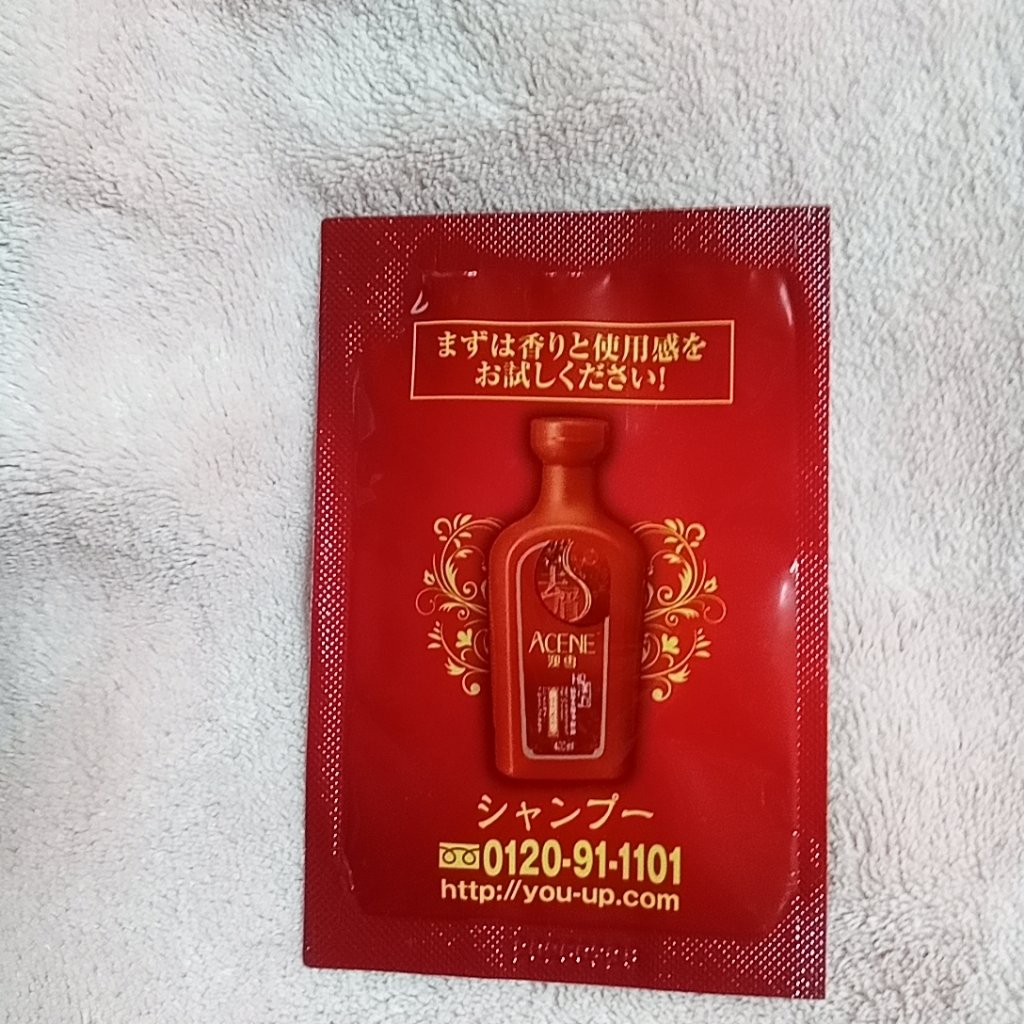 まずは香りと使用感を
お試しください!
ACENE
シャンプー
0120-91-1101
http://you-up.com